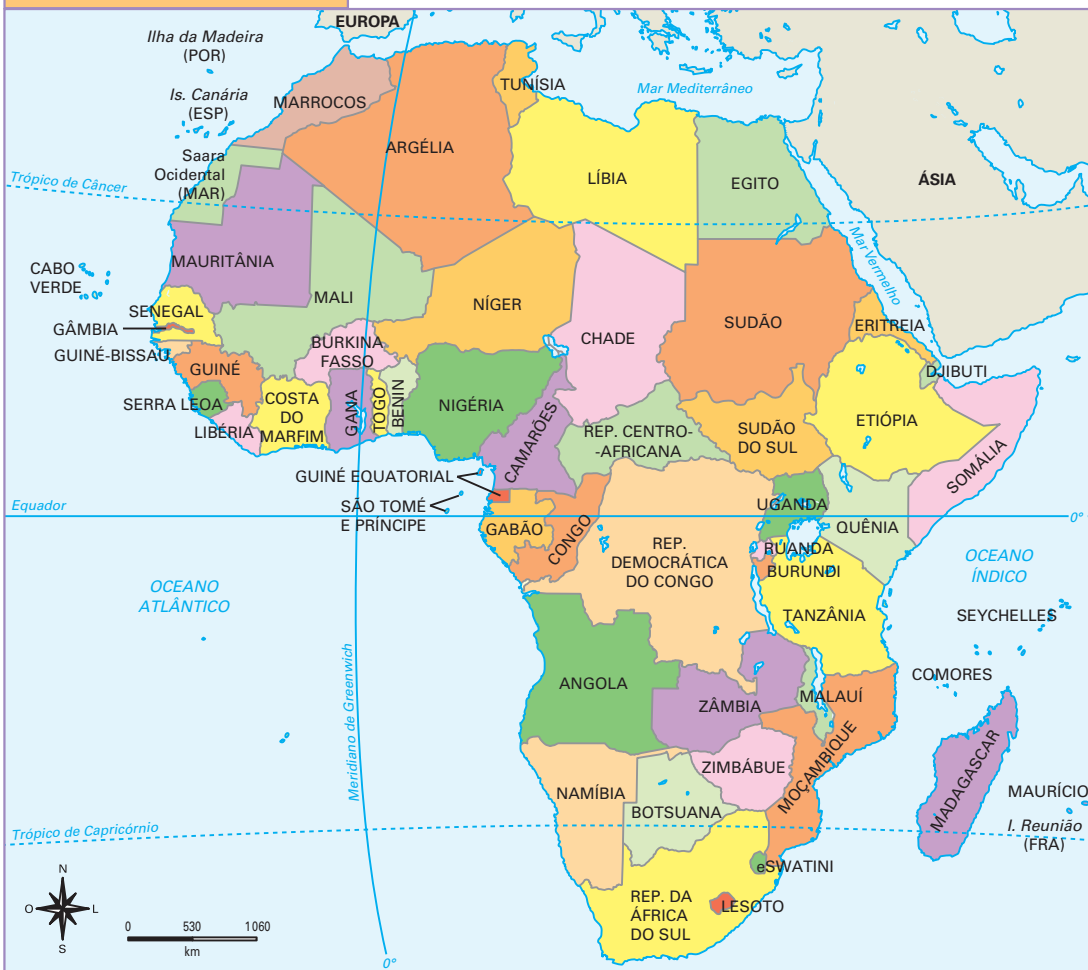 EUROPA
Ilha da Madeira
(POR)
Is. Canária
(ESP)
MARROCOS
TUNÍSIA
Mar Mediterrâneo
ARGÉLIA
Saara
Ocidental
(MAR)
LÍBIA
EGITO
ÁSIA
Trópico de Câncer
MAURITÂNIA
Mar Vermelho
CABO
VERDE
MALI
NÍGER
CHADE
SUDÃO
ERITREIA
SENEGAL
GÂMBIA
GUINÉ-BISSAU
BURKINA
FASSO
GUINÉ
DJIBUTI
SERRA LEOA
COSTA
DO
MARFIM
GANA
TOGO
BENIN
NIGÉRIA
LIBÉRIA
CAMARÕES
REP. CENTRO-
-AFRICANA
SUDÃO
DO SUL
ETIÓPIA
SOMÁLIA
GUINÉ EQUATORIAL
SÃO TOMÉ
E PRÍNCIPE
Equador
0°
UGANDA
QUÊNIA
GABÃO
CONGO
REP.
DEMOCRÁTICA
DO CONGO
RUANDA
BURUNDI
OCEANO
ÍNDICO
OCEANO
ATLÂNTICO
TANZÂNIA
SEYCHELLES
COMORES
ANGOLA
ZÂMBIA
MALAUÍ
Meridiano de Greenwich
ZIMBÁBUE
MOÇAMBIQUE
MADAGASCAR
NAMÍBIA
BOTSUANA
MAURÍCIO
I. Reunião
(FRA)
Trópico de Capricórnio
eSWATINI
REP. DA
ÁFRICA
DO SUL
LESOTO
N
O
L
S
0
530
1060
km
0°